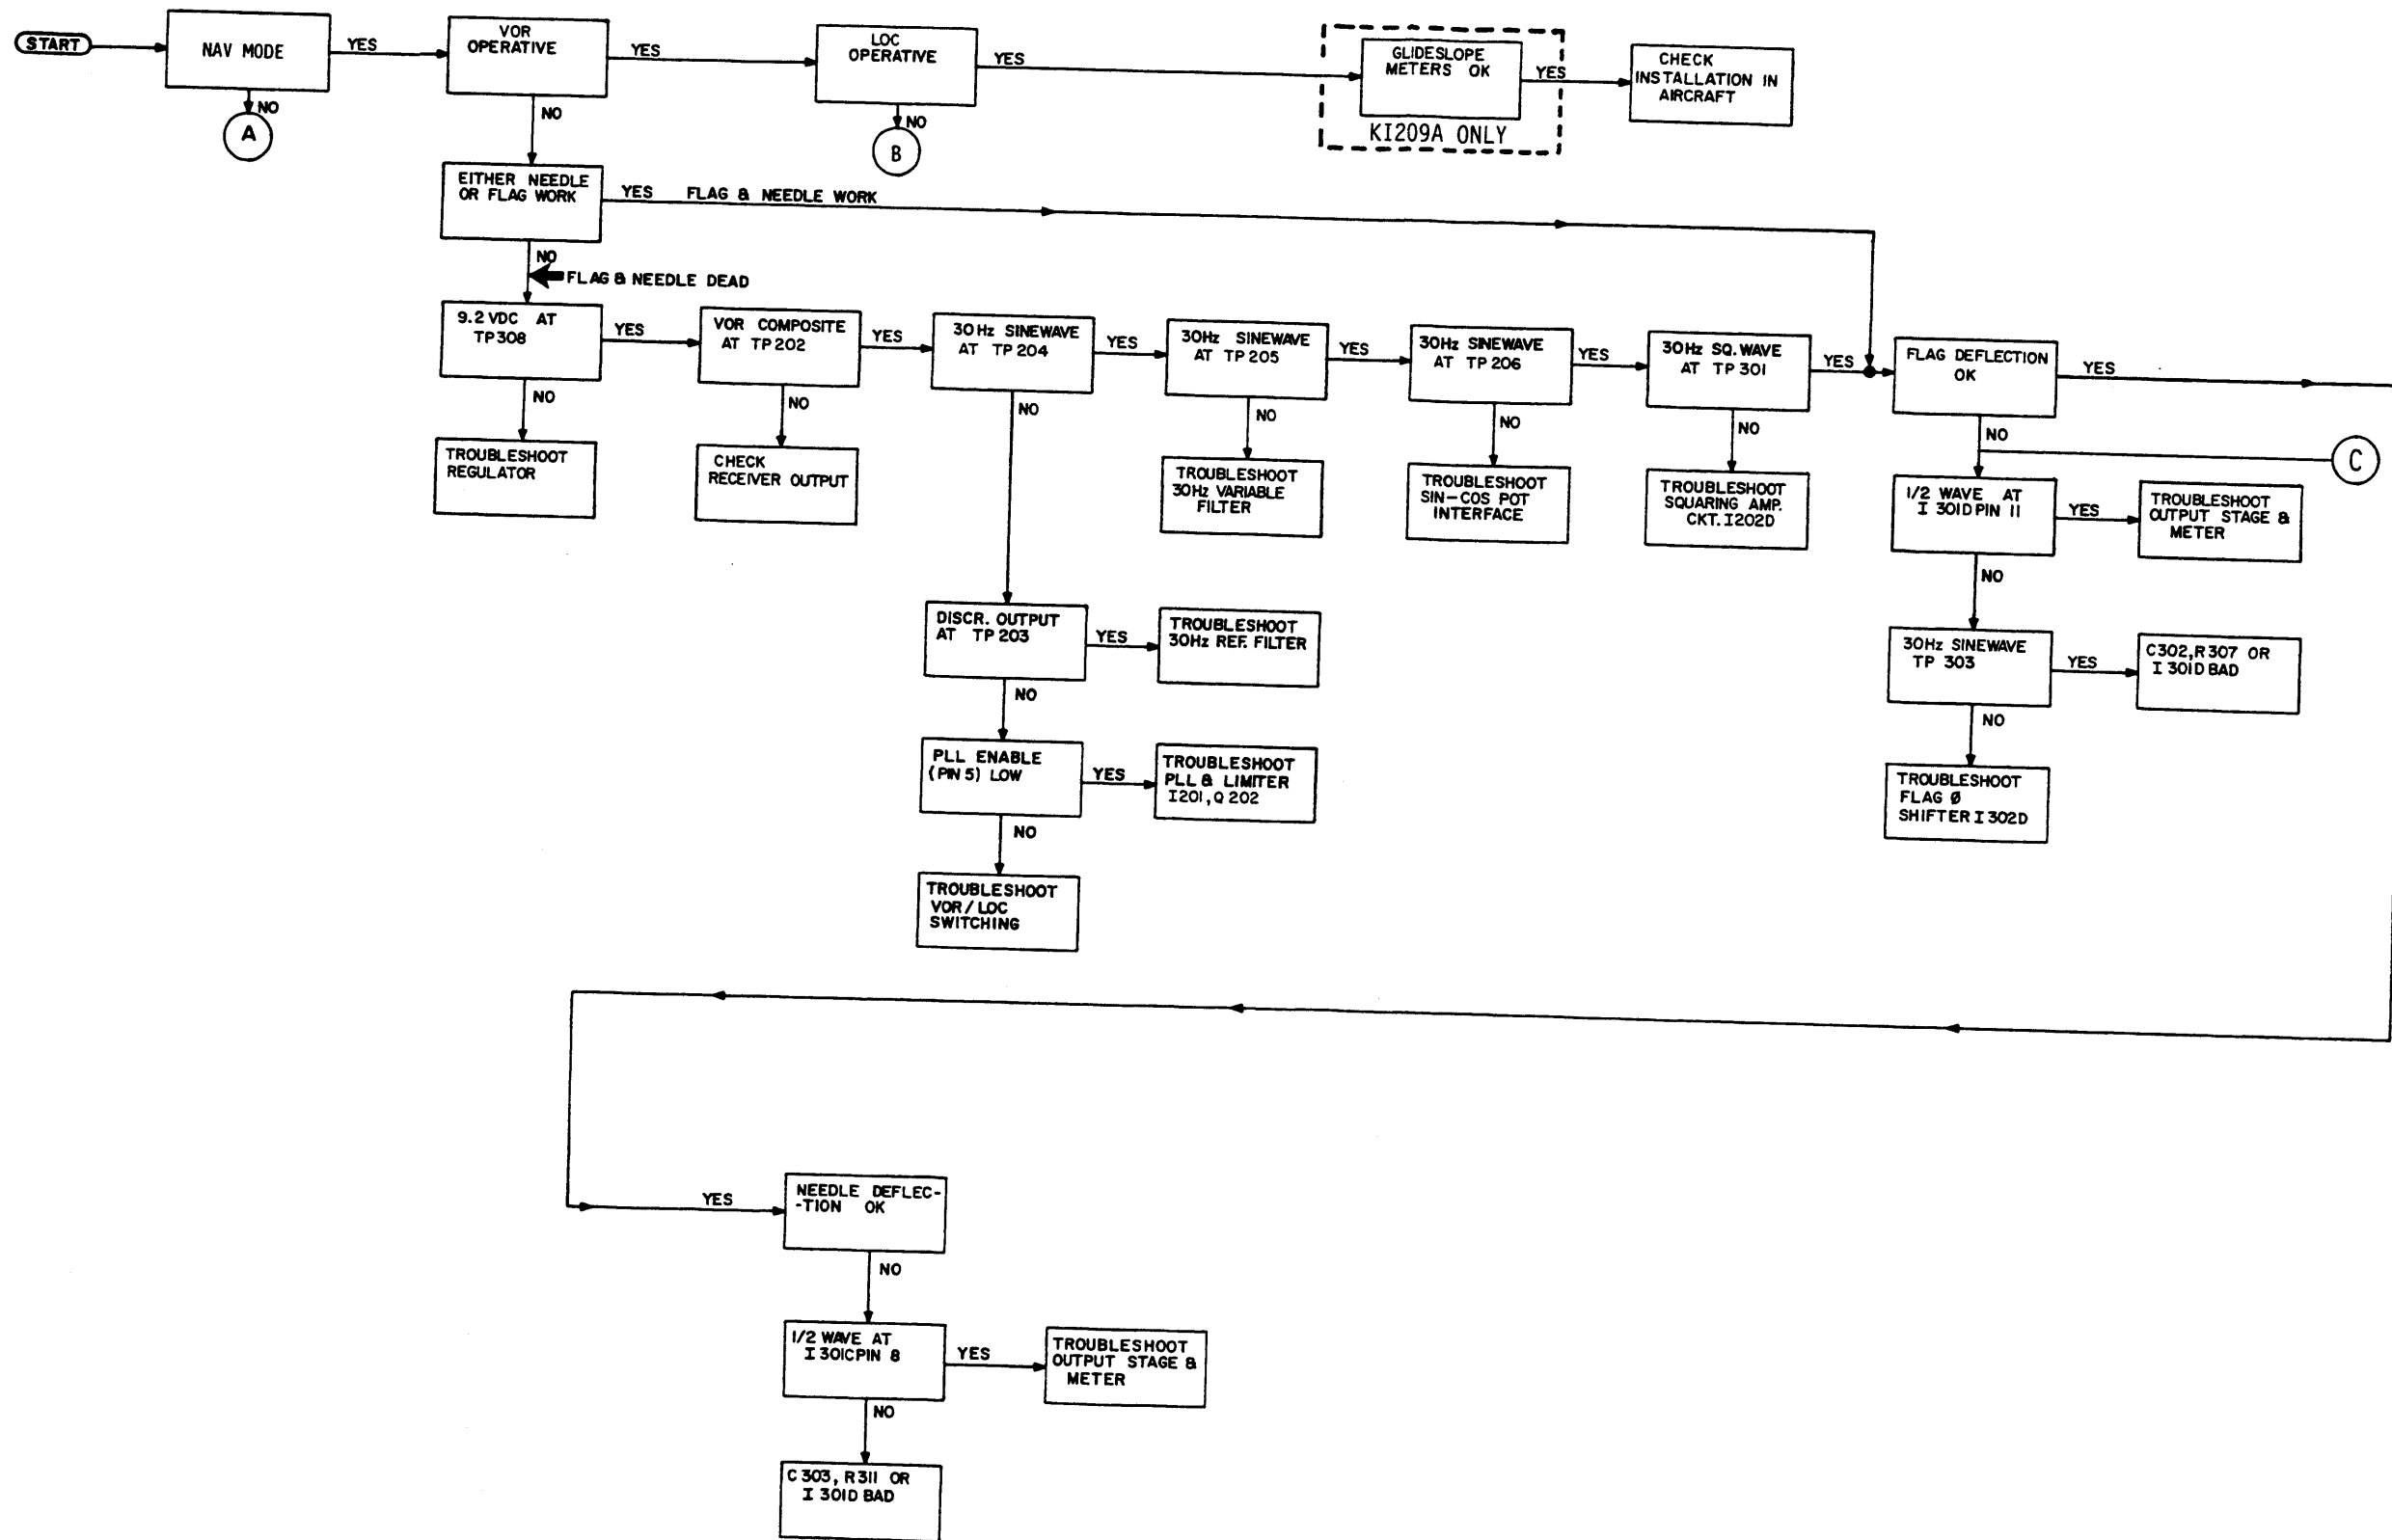 START
NAV MODE
YES
VOR
OPERATIVE
YES
LOC
OPERATIVE
YES
GLIDESLOPE
METERS OK
YES
CHECK
INSTALLATION IN
AIRCRAFT
KI209A ONLY
NO
A
NO
NO
B
EITHER NEEDLE
OR FLAG WORK
YES FLAG & NEEDLE WORK
NO
FLAG & NEEDLE DEAD
9.2 VDC AT
TP308
YES
VOR COMPOSITE
AT TP202
YES
30Hz SINEWAVE
AT TP204
YES
30Hz SINEWAVE
AT TP205
YES
30Hz SINEWAVE
AT TP206
YES
30Hz SQ.WAVE
AT TP301
YES
FLAG DEFLECTION
OK
YES
NO
TROUBLESHOOT
REGULATOR
NO
CHECK
RECEIVER OUTPUT
NO
NO
TROUBLESHOOT
30Hz VARIABLE
FILTER
NO
TROUBLESHOOT
SIN-COS POT
INTERFACE
NO
TROUBLESHOOT
SQUARING AMP.
CKT. I202D
NO
C
1/2 WAVE AT
I 301D PIN 11
YES
TROUBLESHOOT
OUTPUT STAGE &
METER
NO
DISCR. OUTPUT
AT TP203
YES
TROUBLESHOOT
30Hz REF. FILTER
30Hz SINEWAVE
TP 303
YES
C302,R307 OR
I 301D BAD
NO
NO
PLL ENABLE
(PIN 5) LOW
YES
TROUBLESHOOT
PLL & LIMITER
I201,Q202
TROUBLESHOOT
FLAG Ø
SHIFTER I 302D
NO
TROUBLESHOOT
VOR/LOC
SWITCHING
YES
NEEDLE DEFLEC-
-TION OK
NO
1/2 WAVE AT
I 301C PIN 8
YES
TROUBLESHOOT
OUTPUT STAGE &
METER
NO
C303, R311 OR
I 301D BAD